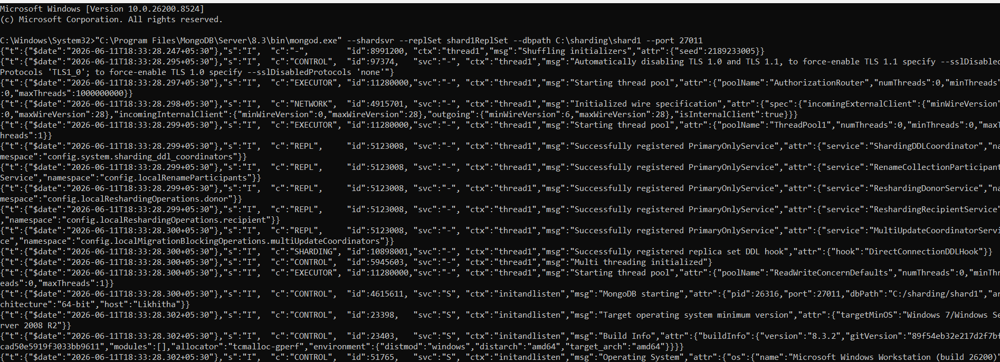 Microsoft Windows [Version 10.0.26200.8524]
(c) Microsoft Corporation. All rights reserved.
C:\Windows\System32>"C:\Program Files\MongoDB\Server\8.3\bin\mongod.exe" --shardsvr --replSet shard1ReplSet --dbpath C:\sharding\shard1 --port 27011
{"t":{"$date":"2026-06-11T18:33:28.247+05:30"},"s":"I",  "c":"-",        "id":8991200, "ctx":"thread1","msg":"Shuffling initializers","attr":{"seed":2189233005}}
{"t":{"$date":"2026-06-11T18:33:28.295+05:30"},"s":"I",  "c":"CONTROL",  "id":97374,   "svc":"-", "ctx":"thread1","msg":"Automatically disabling TLS 1.0 and TLS 1.1, to force-enable TLS 1.1 specify --sslDisabled
Protocols 'TLS1_0'; to force-enable TLS 1.0 specify --sslDisabledProtocols 'none'"}
{"t":{"$date":"2026-06-11T18:33:28.297+05:30"},"s":"I",  "c":"EXECUTOR", "id":11280000,"svc":"-", "ctx":"thread1","msg":"Starting thread pool","attr":{"poolName":"AuthorizationRouter","numThreads":0,"minThreads"
:0,"maxThreads":1000000000}}
{"t":{"$date":"2026-06-11T18:33:28.298+05:30"},"s":"I",  "c":"NETWORK",  "id":4915701, "svc":"-", "ctx":"thread1","msg":"Initialized wire specification","attr":{"spec":{"incomingExternalClient":{"minWireVersion"
:0,"maxWireVersion":28},"incomingInternalClient":{"minWireVersion":0,"maxWireVersion":28},"outgoing":{"minWireVersion":6,"maxWireVersion":28},"isInternalClient":true}}}
{"t":{"$date":"2026-06-11T18:33:28.299+05:30"},"s":"I",  "c":"EXECUTOR", "id":11280000,"svc":"-", "ctx":"thread1","msg":"Starting thread pool","attr":{"poolName":"ThreadPool1","numThreads":0,"minThreads":0,"maxT
hreads":1}}
{"t":{"$date":"2026-06-11T18:33:28.299+05:30"},"s":"I",  "c":"REPL",     "id":5123008, "svc":"-", "ctx":"thread1","msg":"Successfully registered PrimaryOnlyService","attr":{"service":"ShardingDDLCoordinator","na
mespace":"config.system.sharding_ddl_coordinators"}}
{"t":{"$date":"2026-06-11T18:33:28.299+05:30"},"s":"I",  "c":"REPL",     "id":5123008, "svc":"-", "ctx":"thread1","msg":"Successfully registered PrimaryOnlyService","attr":{"service":"RenameCollectionParticipant
Service","namespace":"config.localRenameParticipants"}}
{"t":{"$date":"2026-06-11T18:33:28.299+05:30"},"s":"I",  "c":"REPL",     "id":5123008, "svc":"-", "ctx":"thread1","msg":"Successfully registered PrimaryOnlyService","attr":{"service":"ReshardingDonorService","na
mespace":"config.localReshardingOperations.donor"}}
{"t":{"$date":"2026-06-11T18:33:28.299+05:30"},"s":"I",  "c":"REPL",     "id":5123008, "svc":"-", "ctx":"thread1","msg":"Successfully registered PrimaryOnlyService","attr":{"service":"ReshardingRecipientService"
,"namespace":"config.localReshardingOperations.recipient"}}
{"t":{"$date":"2026-06-11T18:33:28.300+05:30"},"s":"I",  "c":"REPL",     "id":5123008, "svc":"-", "ctx":"thread1","msg":"Successfully registered PrimaryOnlyService","attr":{"service":"MultiUpdateCoordinatorServi
ce","namespace":"config.localMigrationBlockingOperations.multiUpdateCoordinators"}}
{"t":{"$date":"2026-06-11T18:33:28.300+05:30"},"s":"I",  "c":"SHARDING", "id":10898001,"svc":"-", "ctx":"thread1","msg":"Successfully registered replica set DDL hook","attr":{"hook":"DirectConnectionDDLHook"}}
{"t":{"$date":"2026-06-11T18:33:28.300+05:30"},"s":"I",  "c":"CONTROL",  "id":5945603, "svc":"-", "ctx":"thread1","msg":"Multi threading initialized"}
{"t":{"$date":"2026-06-11T18:33:28.300+05:30"},"s":"I",  "c":"EXECUTOR", "id":11280000,"svc":"-", "ctx":"thread1","msg":"Starting thread pool","attr":{"poolName":"ReadWriteConcernDefaults","numThreads":0,"minThr
eads":0,"maxThreads":1}}
{"t":{"$date":"2026-06-11T18:33:28.300+05:30"},"s":"I",  "c":"CONTROL",  "id":4615611, "svc":"S", "ctx":"initandlisten","msg":"MongoDB starting","attr":{"pid":26316,"port":27011,"dbPath":"C:/sharding/shard1","ar
chitecture":"64-bit","host":"Likhitha"}}
{"t":{"$date":"2026-06-11T18:33:28.302+05:30"},"s":"I",  "c":"CONTROL",  "id":23398,   "svc":"S", "ctx":"initandlisten","msg":"Target operating system minimum version","attr":{"targetMinOS":"Windows 7/Windows Se
rver 2008 R2"}}
{"t":{"$date":"2026-06-11T18:33:28.302+05:30"},"s":"I",  "c":"CONTROL",  "id":23403,   "svc":"S", "ctx":"initandlisten","msg":"Build Info","attr":{"buildInfo":{"version":"8.3.2","gitVersion":"89f54eb32e217d2f7bf
cad50e5919f3033bb9611","modules":[],"allocator":"tcmalloc-gperf","environment":{"distmod":"windows","distarch":"amd64","target_arch":"amd64"}}}}
{"t":{"$date":"2026-06-11T18:33:28.302+05:30"},"s":"I",  "c":"CONTROL",  "id":51765,   "svc":"S", "ctx":"initandlisten","msg":"Operating System","attr":{"os":{"name":"Microsoft Windows Workstation (build 26200)